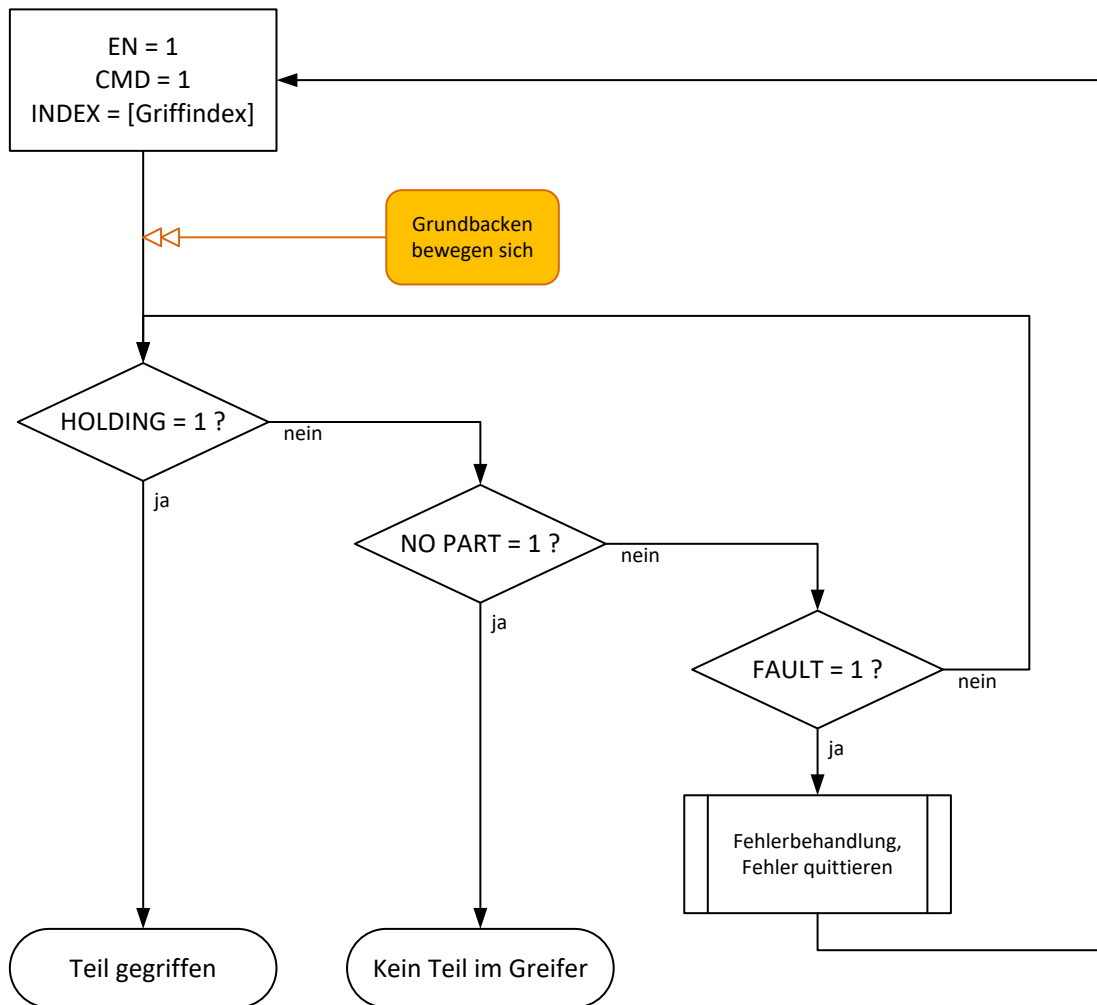 EN = 1
CMD = 1
INDEX = [Griffindex]
Grundbacken
bewegen sich
HOLDING = 1 ?
nein
ja
NO PART = 1 ?
nein
ja
FAULT = 1 ?
nein
ja
Fehlerbehandlung,
Fehler quittieren
Teil gegriffen
Kein Teil im Greifer